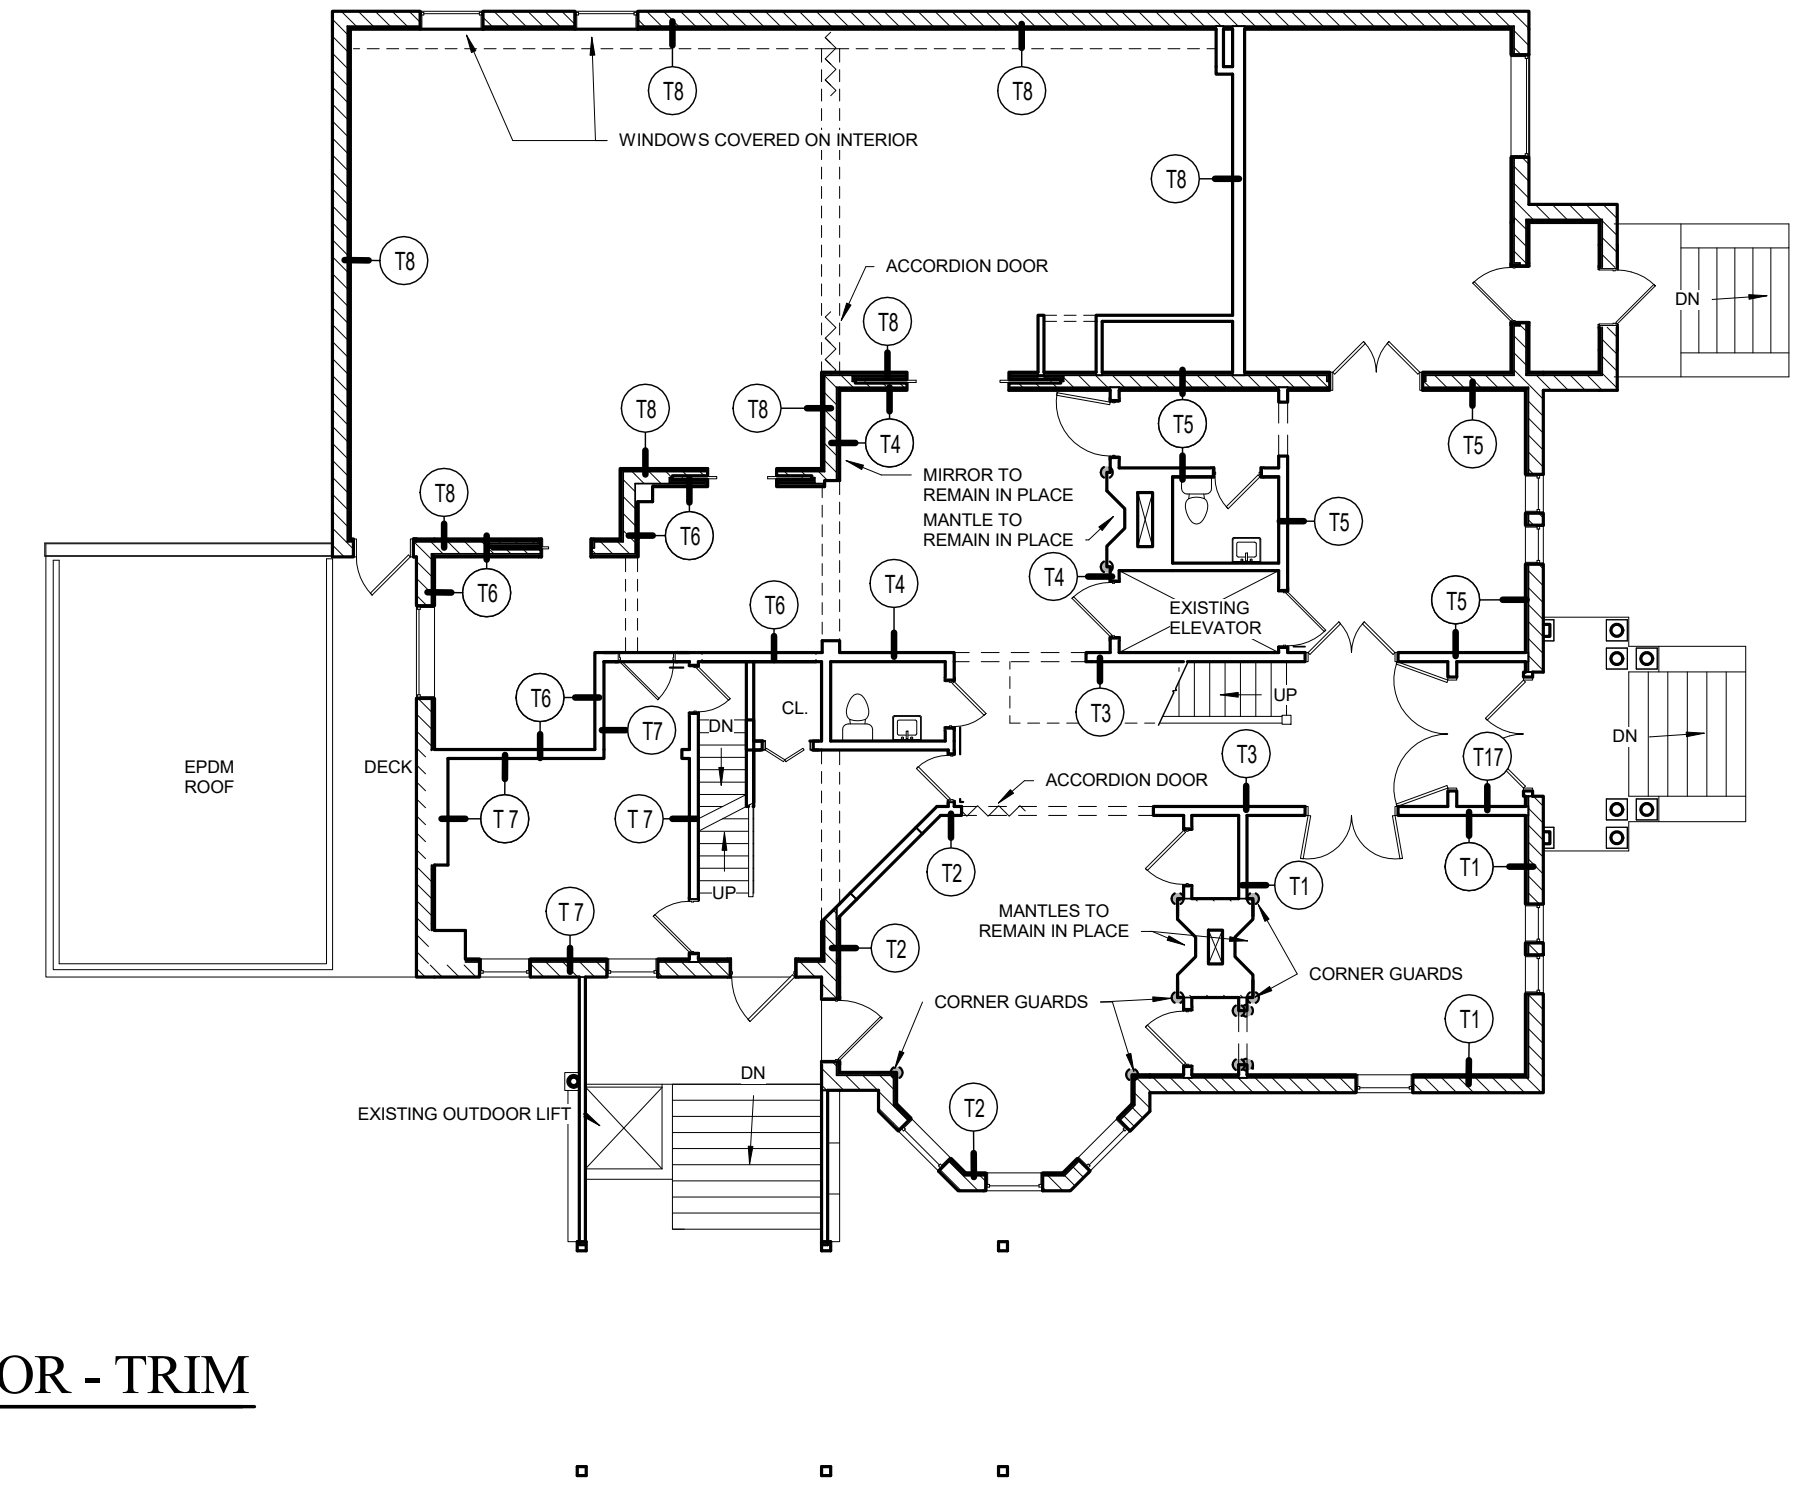 T8
T8
WINDOWS COVERED ON INTERIOR
T8
T8
ACCORDION DOOR
DN
T8
T8
T8
T4
T5
T5
MIRROR TO
REMAIN IN PLACE
MANTLE TO
REMAIN IN PLACE
T8
T6
T5
T4
T6
T4
T6
T5
EXISTING
ELEVATOR
T6
T7
CL.
DN
T3
UP
DN
EPDM
ROOF
DECK
T3
T17
ACCORDION DOOR
T 7
T 7
T2
T1
T1
UP
T 7
MANTLES TO
REMAIN IN PLACE
T2
CORNER GUARDS
CORNER GUARDS
T1
DN
EXISTING OUTDOOR LIFT
T2
OR - TRIM